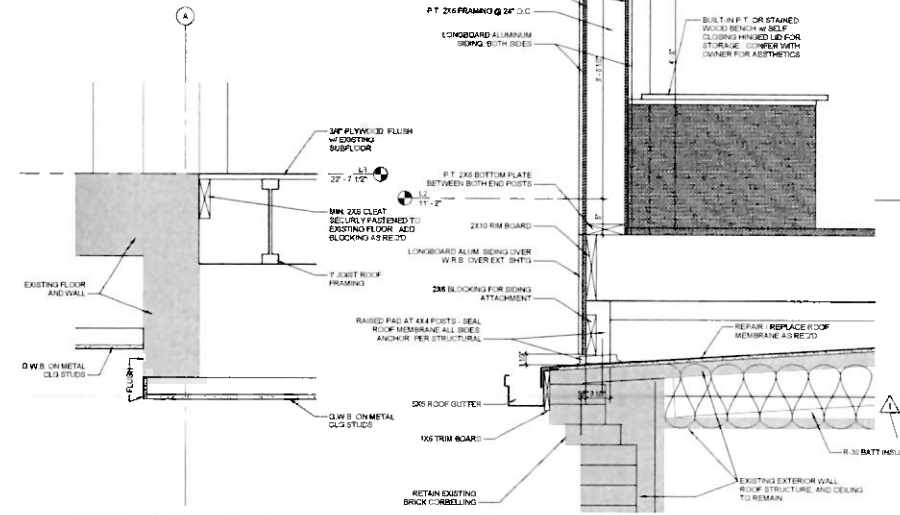 A
3/4" PLYWOOD FLUSH
w/ EXISTING
SUBFLOOR
L3
22' - 7 1/2"
MIN. 2X6 CLEAT
SECURLY FASTENED TO
EXISTING FLOOR. ADD
BLOCKING AS REQ'D
'I' JOIST ROOF
FRAMING
EXISTING FLOOR
AND WALL
G.W.B. ON METAL
CLG STUDS
FLUSH
G.W.B. ON METAL
CLG STUDS
P.T. 2X6 FRAMING @ 24" O.C.
LONGBOARD ALUMINUM
SIDING, BOTH SIDES
BUILT-IN P.T. OR STAINED
WOOD BENCH w/ SELF
CLOSING HINGED LID FOR
STORAGE. CONFER WITH
OWNER FOR AESTHETICS
P.T. 2X8 BOTTOM PLATE
BETWEEN BOTH END POSTS
L2
11' - 2"
2X10 RIM BOARD
LONGBOARD ALUM. SIDING OVER
W.R.B. OVER EXT. SHT'G
2X6 BLOCKING FOR SIDING
ATTACHMENT
RAISED PAD AT 4X4 POSTS - SEAL
ROOF MEMBRANE ALL SIDES.
ANCHOR PER STRUCTURAL
REPAIR / REPLACE ROOF
MEMBRANE AS REQ'D
5X5 ROOF GUTTER
1X6 TRIM BOARD
RETAIN EXISTING
BRICK CORBELLING
R-30 BATT INSU
EXISTING EXTERIOR WALL
ROOF STRUCTURE, AND CEILING
TO REMAIN
1